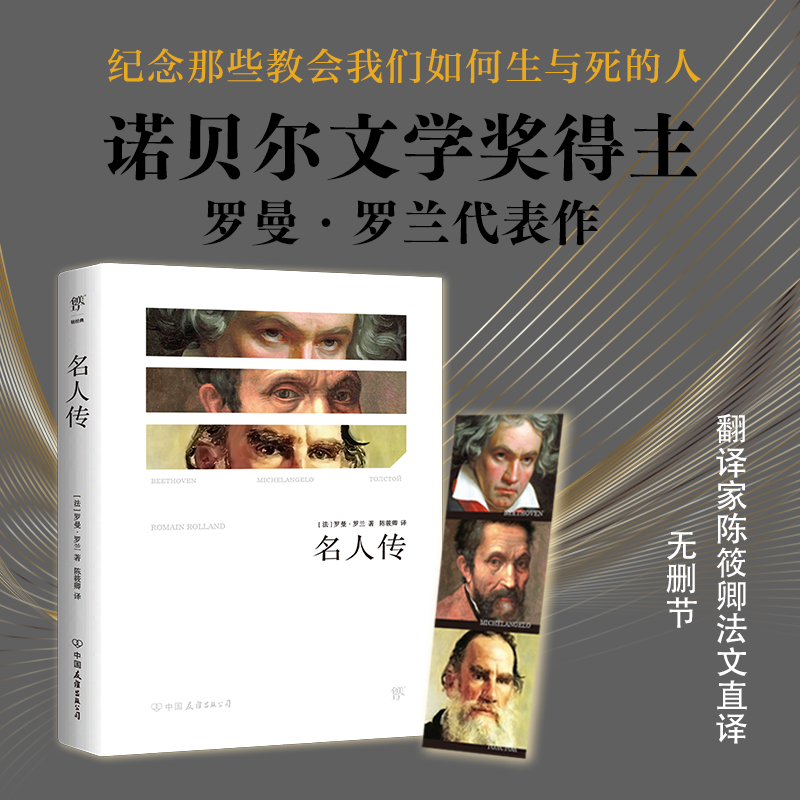 纪念那些教会我们如何生与死的人
诺贝尔文学奖得主
罗曼·罗兰代表作
名人传
[法]罗曼·罗兰 著 陈筱卿 译
中国友谊出版公司
BEETHOVEN MICHELANGELO ТОЛСТОЙ
ROMAIN ROLLAND
[法]罗曼·罗兰 著 陈筱卿 译
名人传
中国友谊出版公司
BEETHOVEN
MICHELANGELO
翻译家陈筱卿法文直译
无删节